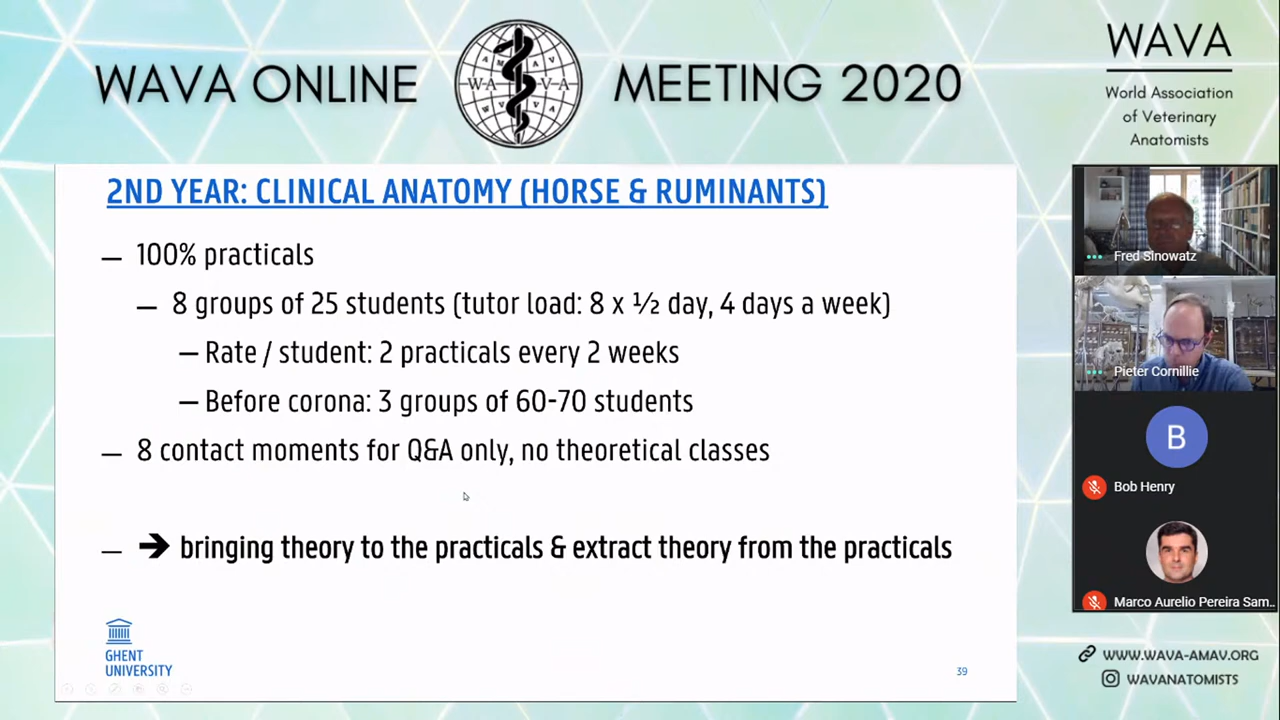 WAVA ONLINE MEETING 2020
AMAV
WAVA
WVVA
WAVA
World Association
of Veterinary
Anatomists
2ND YEAR: CLINICAL ANATOMY (HORSE & RUMINANTS)
— 100% practicals
— 8 groups of 25 students (tutor load: 8 x ½ day, 4 days a week)
— Rate / student: 2 practicals every 2 weeks
— Before corona: 3 groups of 60-70 students
— 8 contact moments for Q&A only, no theoretical classes
— ➔ bringing theory to the practicals & extract theory from the practicals
GHENT
UNIVERSITY
39
Fred Sinowatz
Pieter Cornillie
B
Bob Henry
Marco Aurelio Pereira Sam..
WWW.WAVA-AMAV.ORG
WAVANATOMISTS